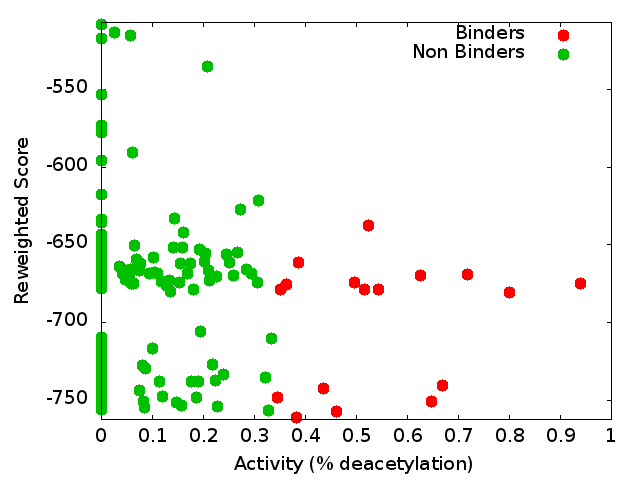 Binders
Non Binders
-550
-600
-650
-700
-750
Reweighted Score
0 0.1 0.2 0.3 0.4 0.5 0.6 0.7 0.8 0.9 1
Activity (% deacetylation)